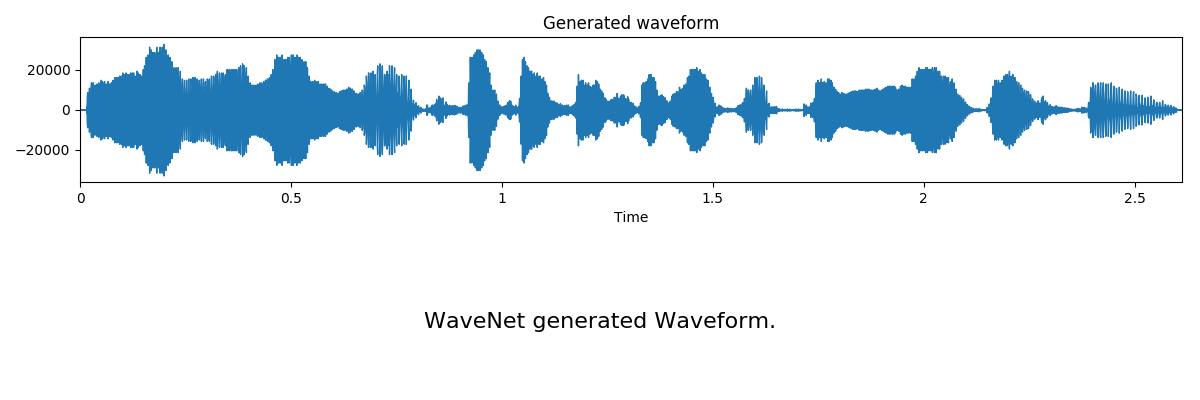 Generated waveform
20000
0
−20000
0 0.5 1 1.5 2 2.5
Time
WaveNet generated Waveform.